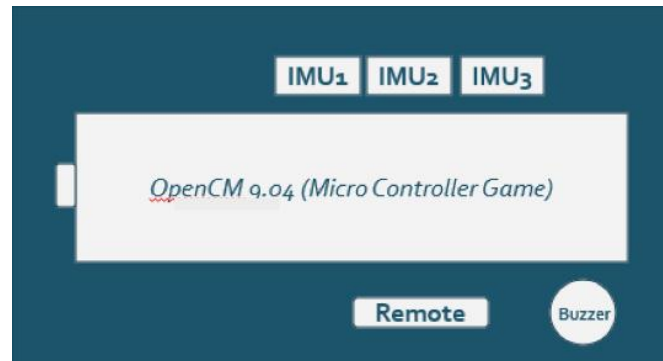 IMU1 IMU2 IMU3
OpenCM 9.04 (Micro Controller Game)
Remote
Buzzer